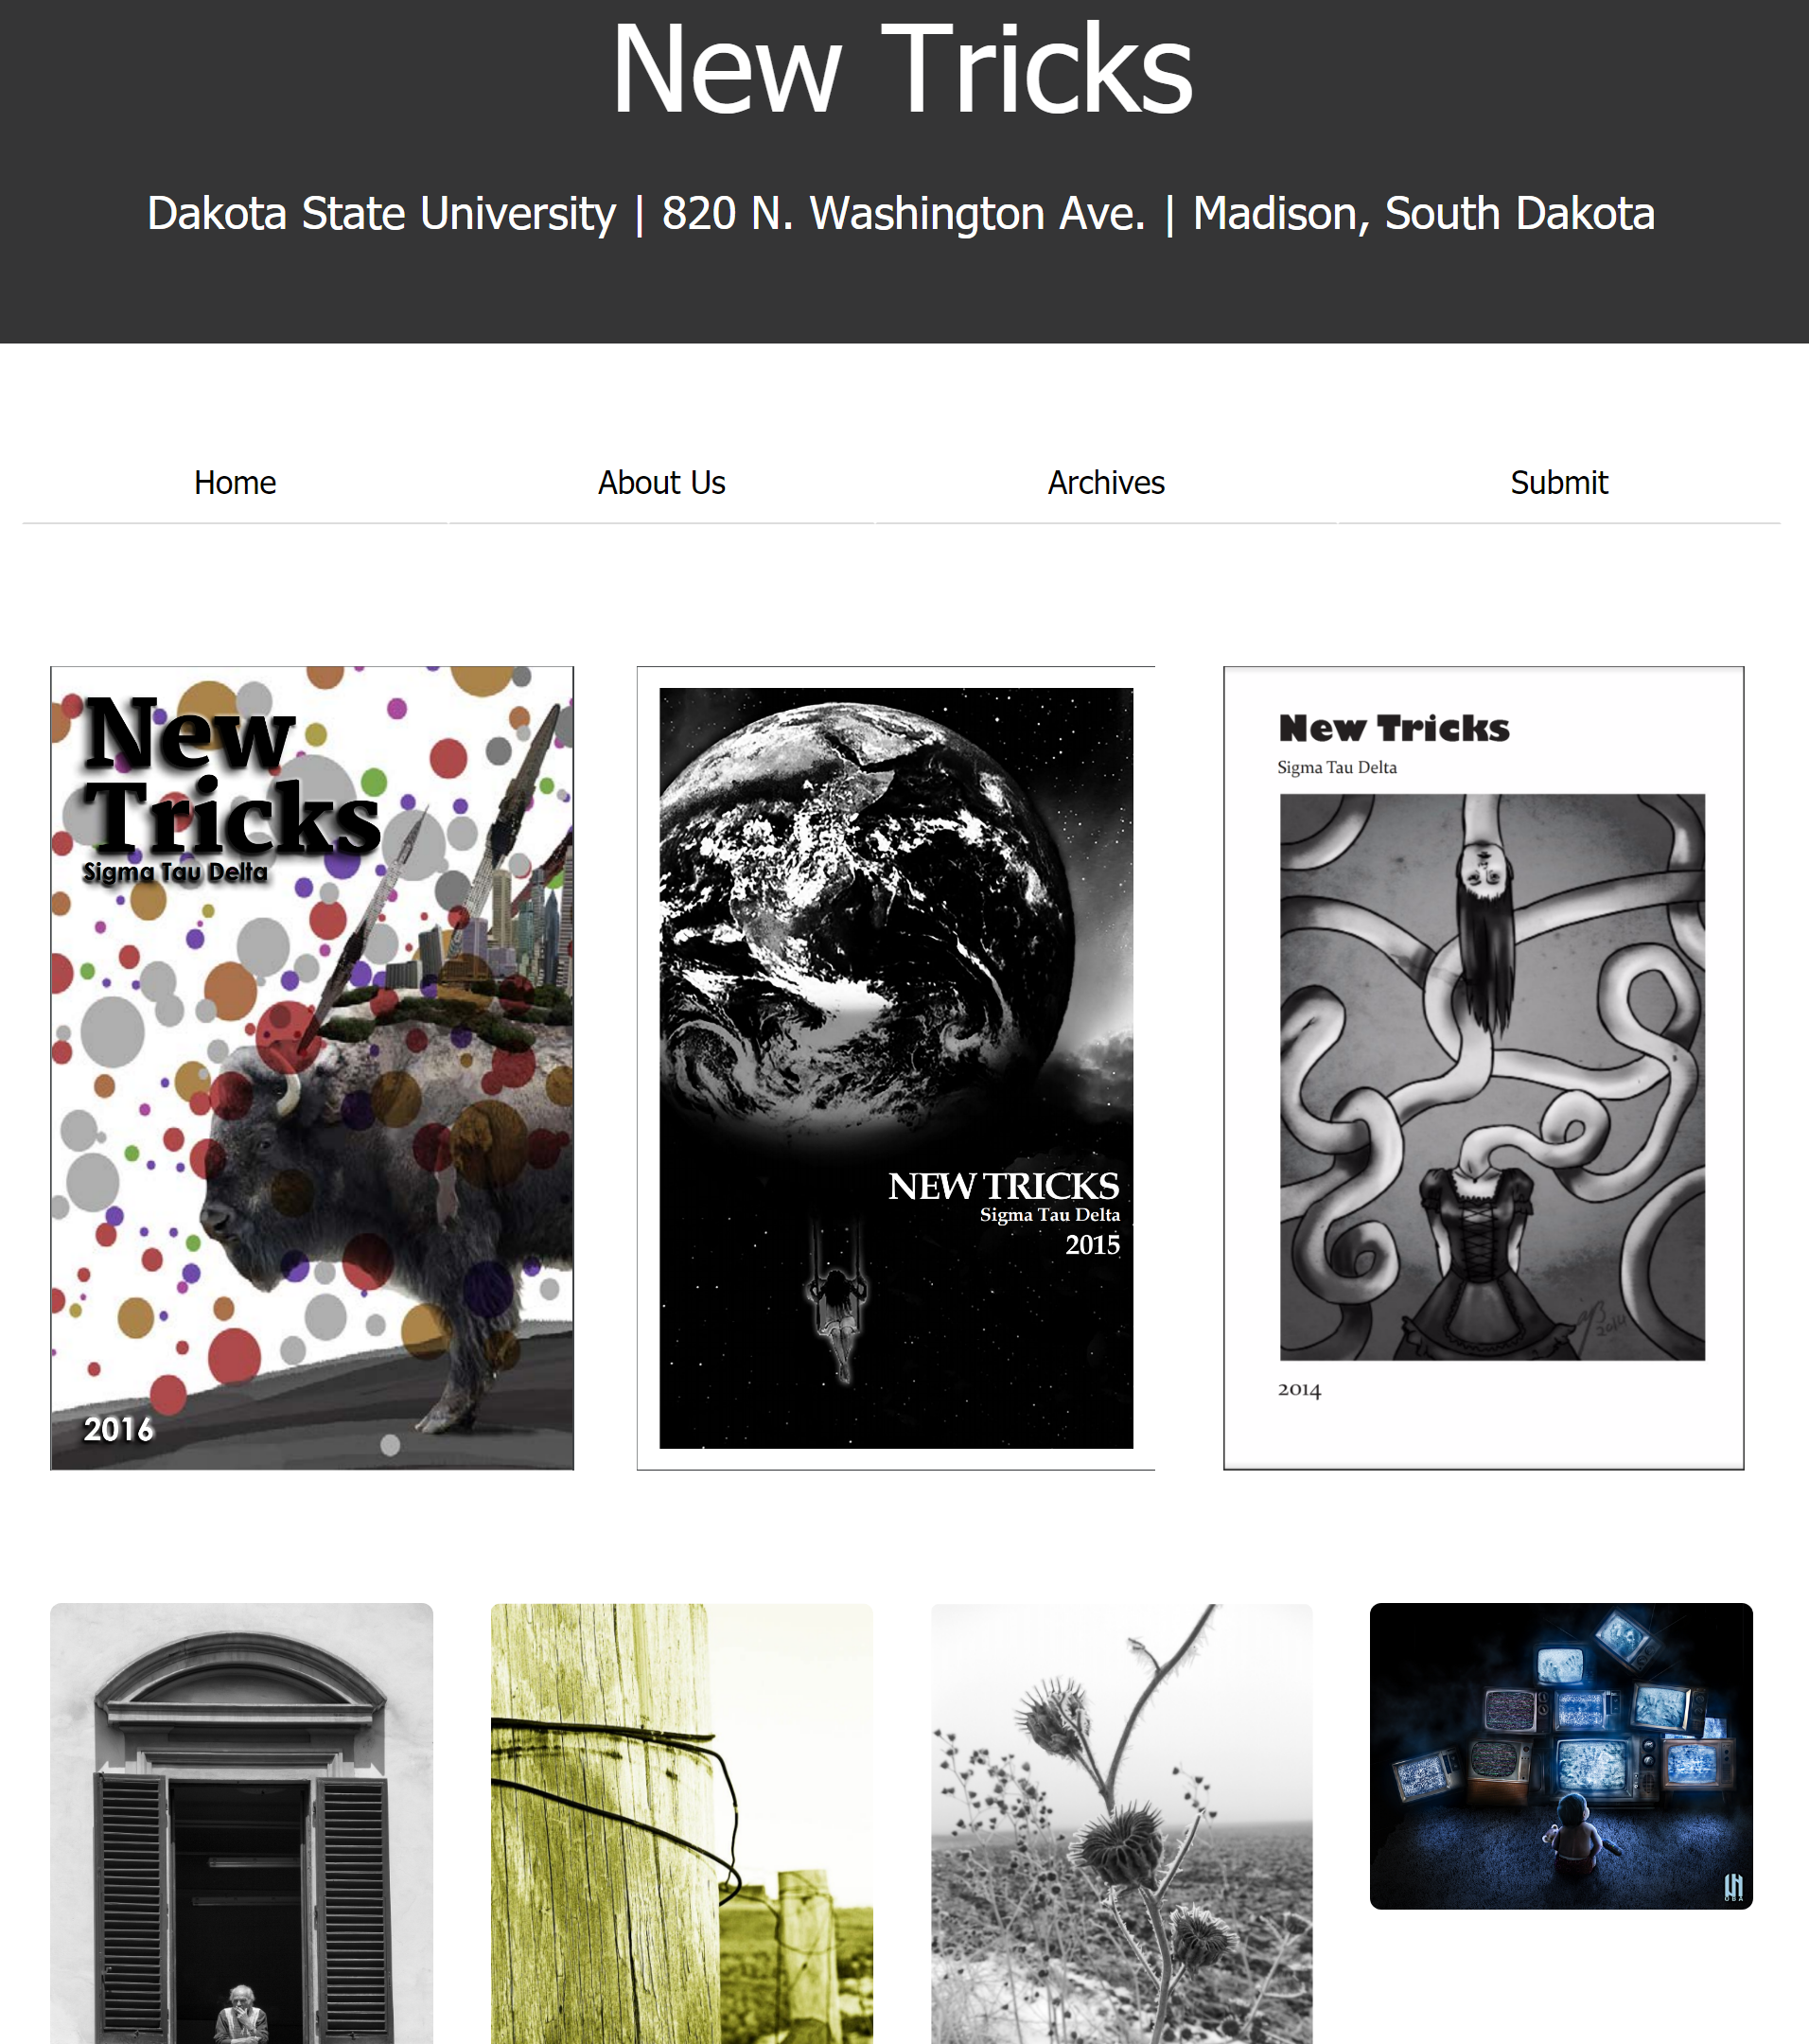 New Tricks
Dakota State University | 820 N. Washington Ave. | Madison, South Dakota
Home
About Us
Archives
Submit
New
Tricks
Sigma Tau Delta
2016
NEW TRICKS
Sigma Tau Delta
2015
New Tricks
Sigma Tau Delta
2014
2014